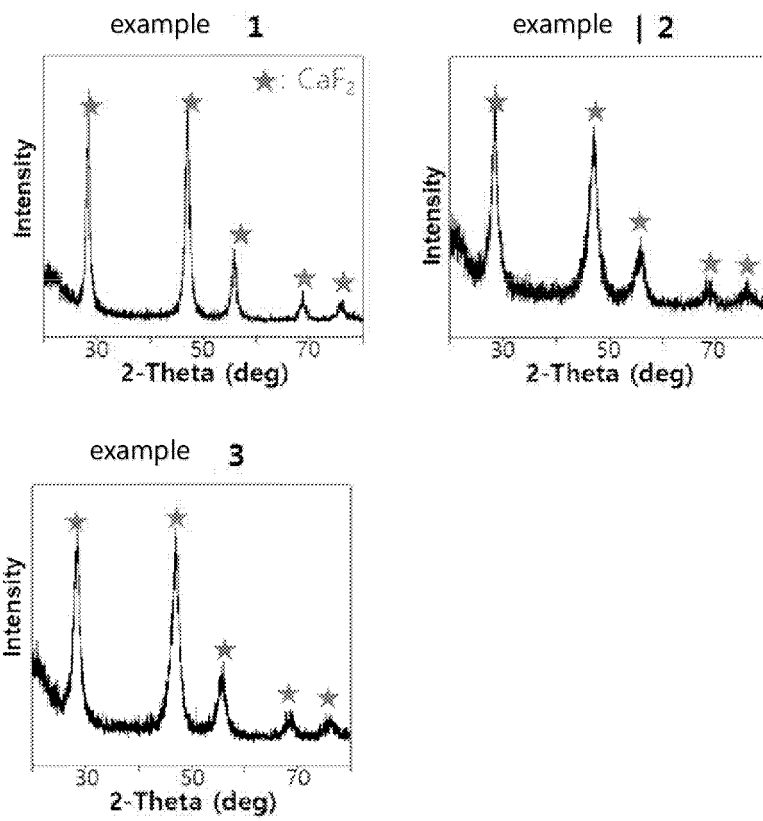 example 1
★: CaF₂
Intensity
30 50 70
2-Theta (deg)
example | 2
Intensity
30 50 70
2-Theta (deg)
example 3
Intensity
30 50 70
2-Theta (deg)